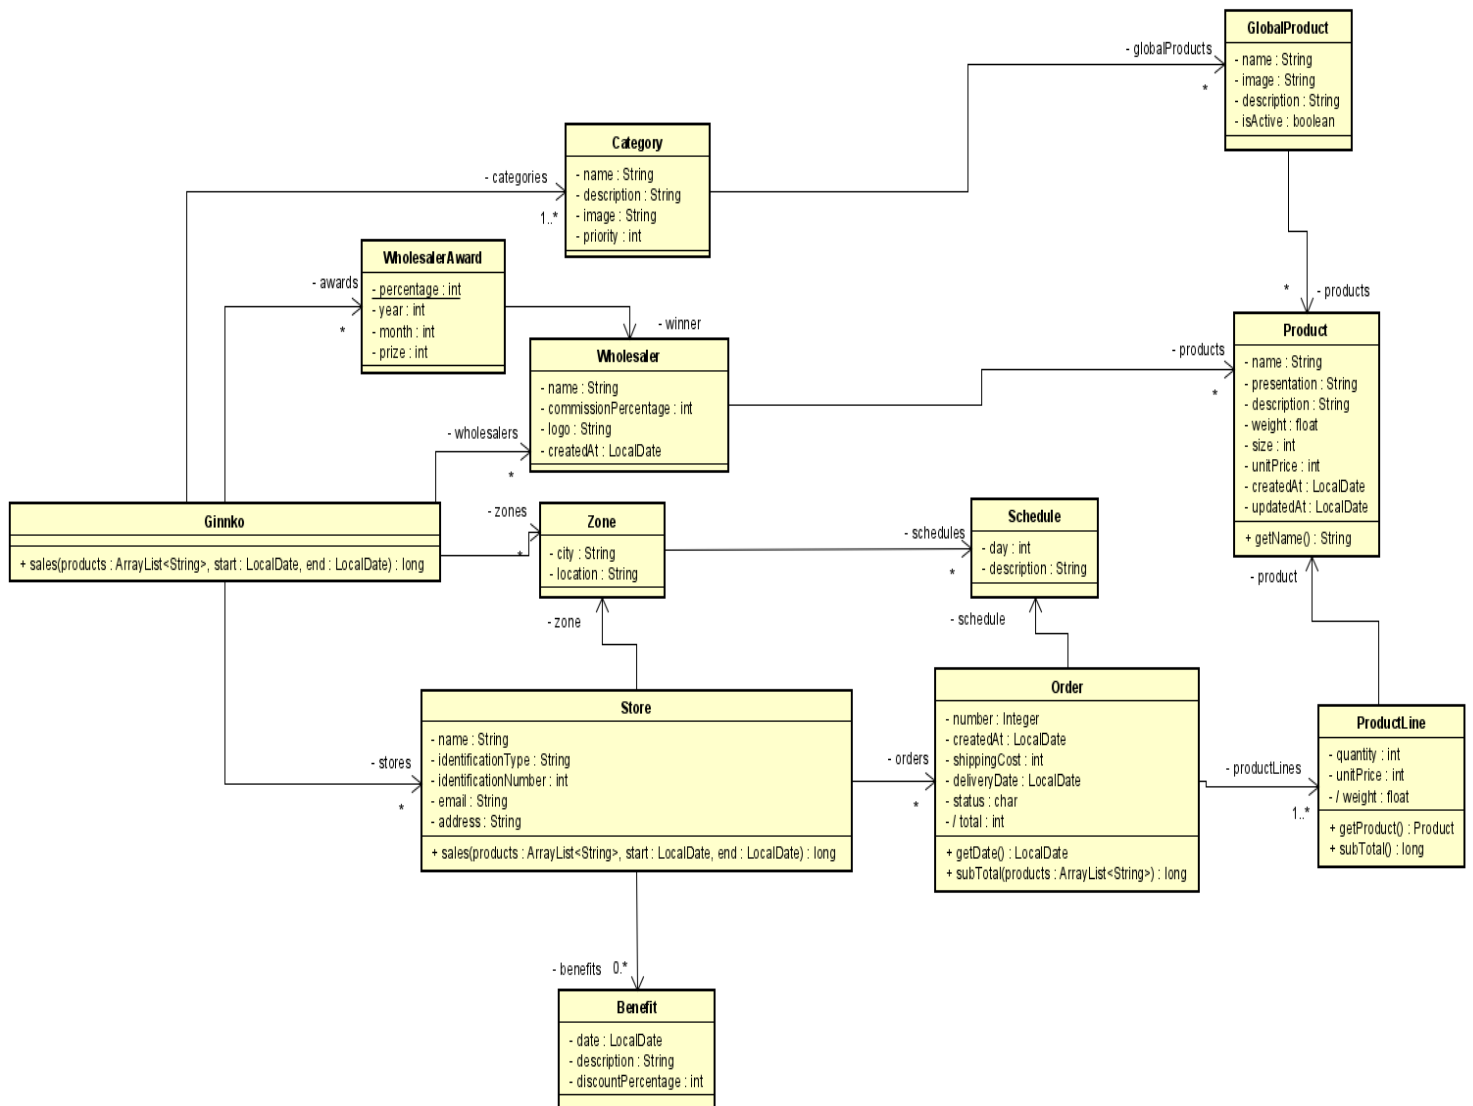 GlobalProduct
- name : String
- image : String
- description : String
- isActive : boolean
- globalProducts
*
Category
- name : String
- description : String
- image : String
- priority : int
- categories
1..*
WholesalerAward
- percentage : int
- year : int
- month : int
- prize : int
- awards
*
- winner
Wholesaler
- name : String
- commissionPercentage : int
- logo : String
- createdAt : LocalDate
- wholesalers
*
* - products
Product
- name : String
- presentation : String
- description : String
- weight : float
- size : int
- unitPrice : int
- createdAt : LocalDate
- updatedAt : LocalDate
+ getName() : String
- products
*
Ginnko
+ sales(products : ArrayList<String>, start : LocalDate, end : LocalDate) : long
- zones
*
Zone
- city : String
- location : String
- schedules
*
Schedule
- day : int
- description : String
- zone
- schedule
- product
Store
- name : String
- identificationType : String
- identificationNumber : int
- email : String
- address : String
+ sales(products : ArrayList<String>, start : LocalDate, end : LocalDate) : long
- stores
*
- orders
*
Order
- number : Integer
- createdAt : LocalDate
- shippingCost : int
- deliveryDate : LocalDate
- status : char
- / total : int
+ getDate() : LocalDate
+ subTotal(products : ArrayList<String>) : long
- productLines
1..*
ProductLine
- quantity : int
- unitPrice : int
- / weight : float
+ getProduct() : Product
+ subTotal() : long
- benefits 0.*
Benefit
- date : LocalDate
- description : String
- discountPercentage : int